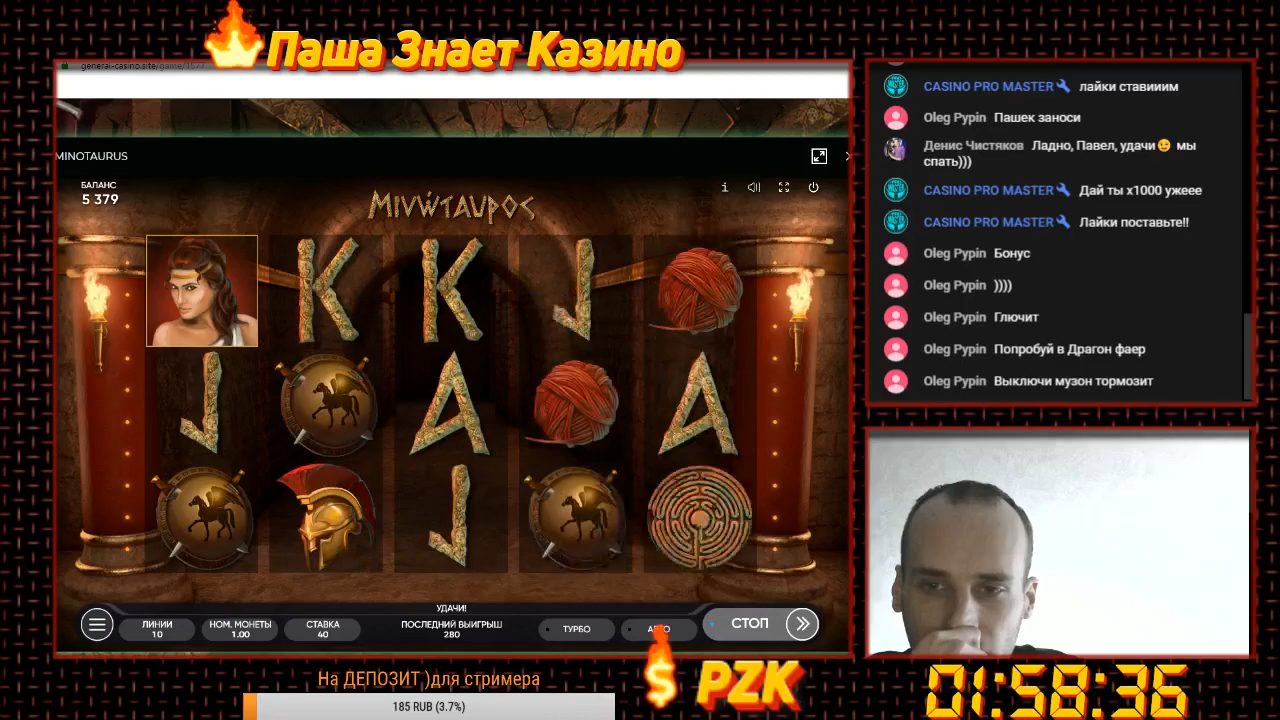 Паша Знает Казино
general-casino.site/game/1577
MINOTAURUS
БАЛАНС
5 379
Μινώταυρος
K K J
J A A
J
УДАЧИ!
ЛИНИИ
10
НОМ. МОНЕТЫ
1.00
СТАВКА
40
ПОСЛЕДНИЙ ВЫИГРЫШ
280
ТУРБО
АВТО
СТОП
CASINO PRO MASTER лайки ставииим
Oleg Pypin Пашек заноси
Денис Чистяков Ладно, Павел, удачи😉 мы
спать)))
CASINO PRO MASTER Дай ты х1000 ужеее
CASINO PRO MASTER Лайки поставьте!!
Oleg Pypin Бонус
Oleg Pypin ))))
Oleg Pypin Глючит
Oleg Pypin Попробуй в Драгон фаер
Oleg Pypin Выключи музон тормозит
На ДЕПОЗИТ )для стримера
185 RUB (3.7%)
$ PZK
01:58:36